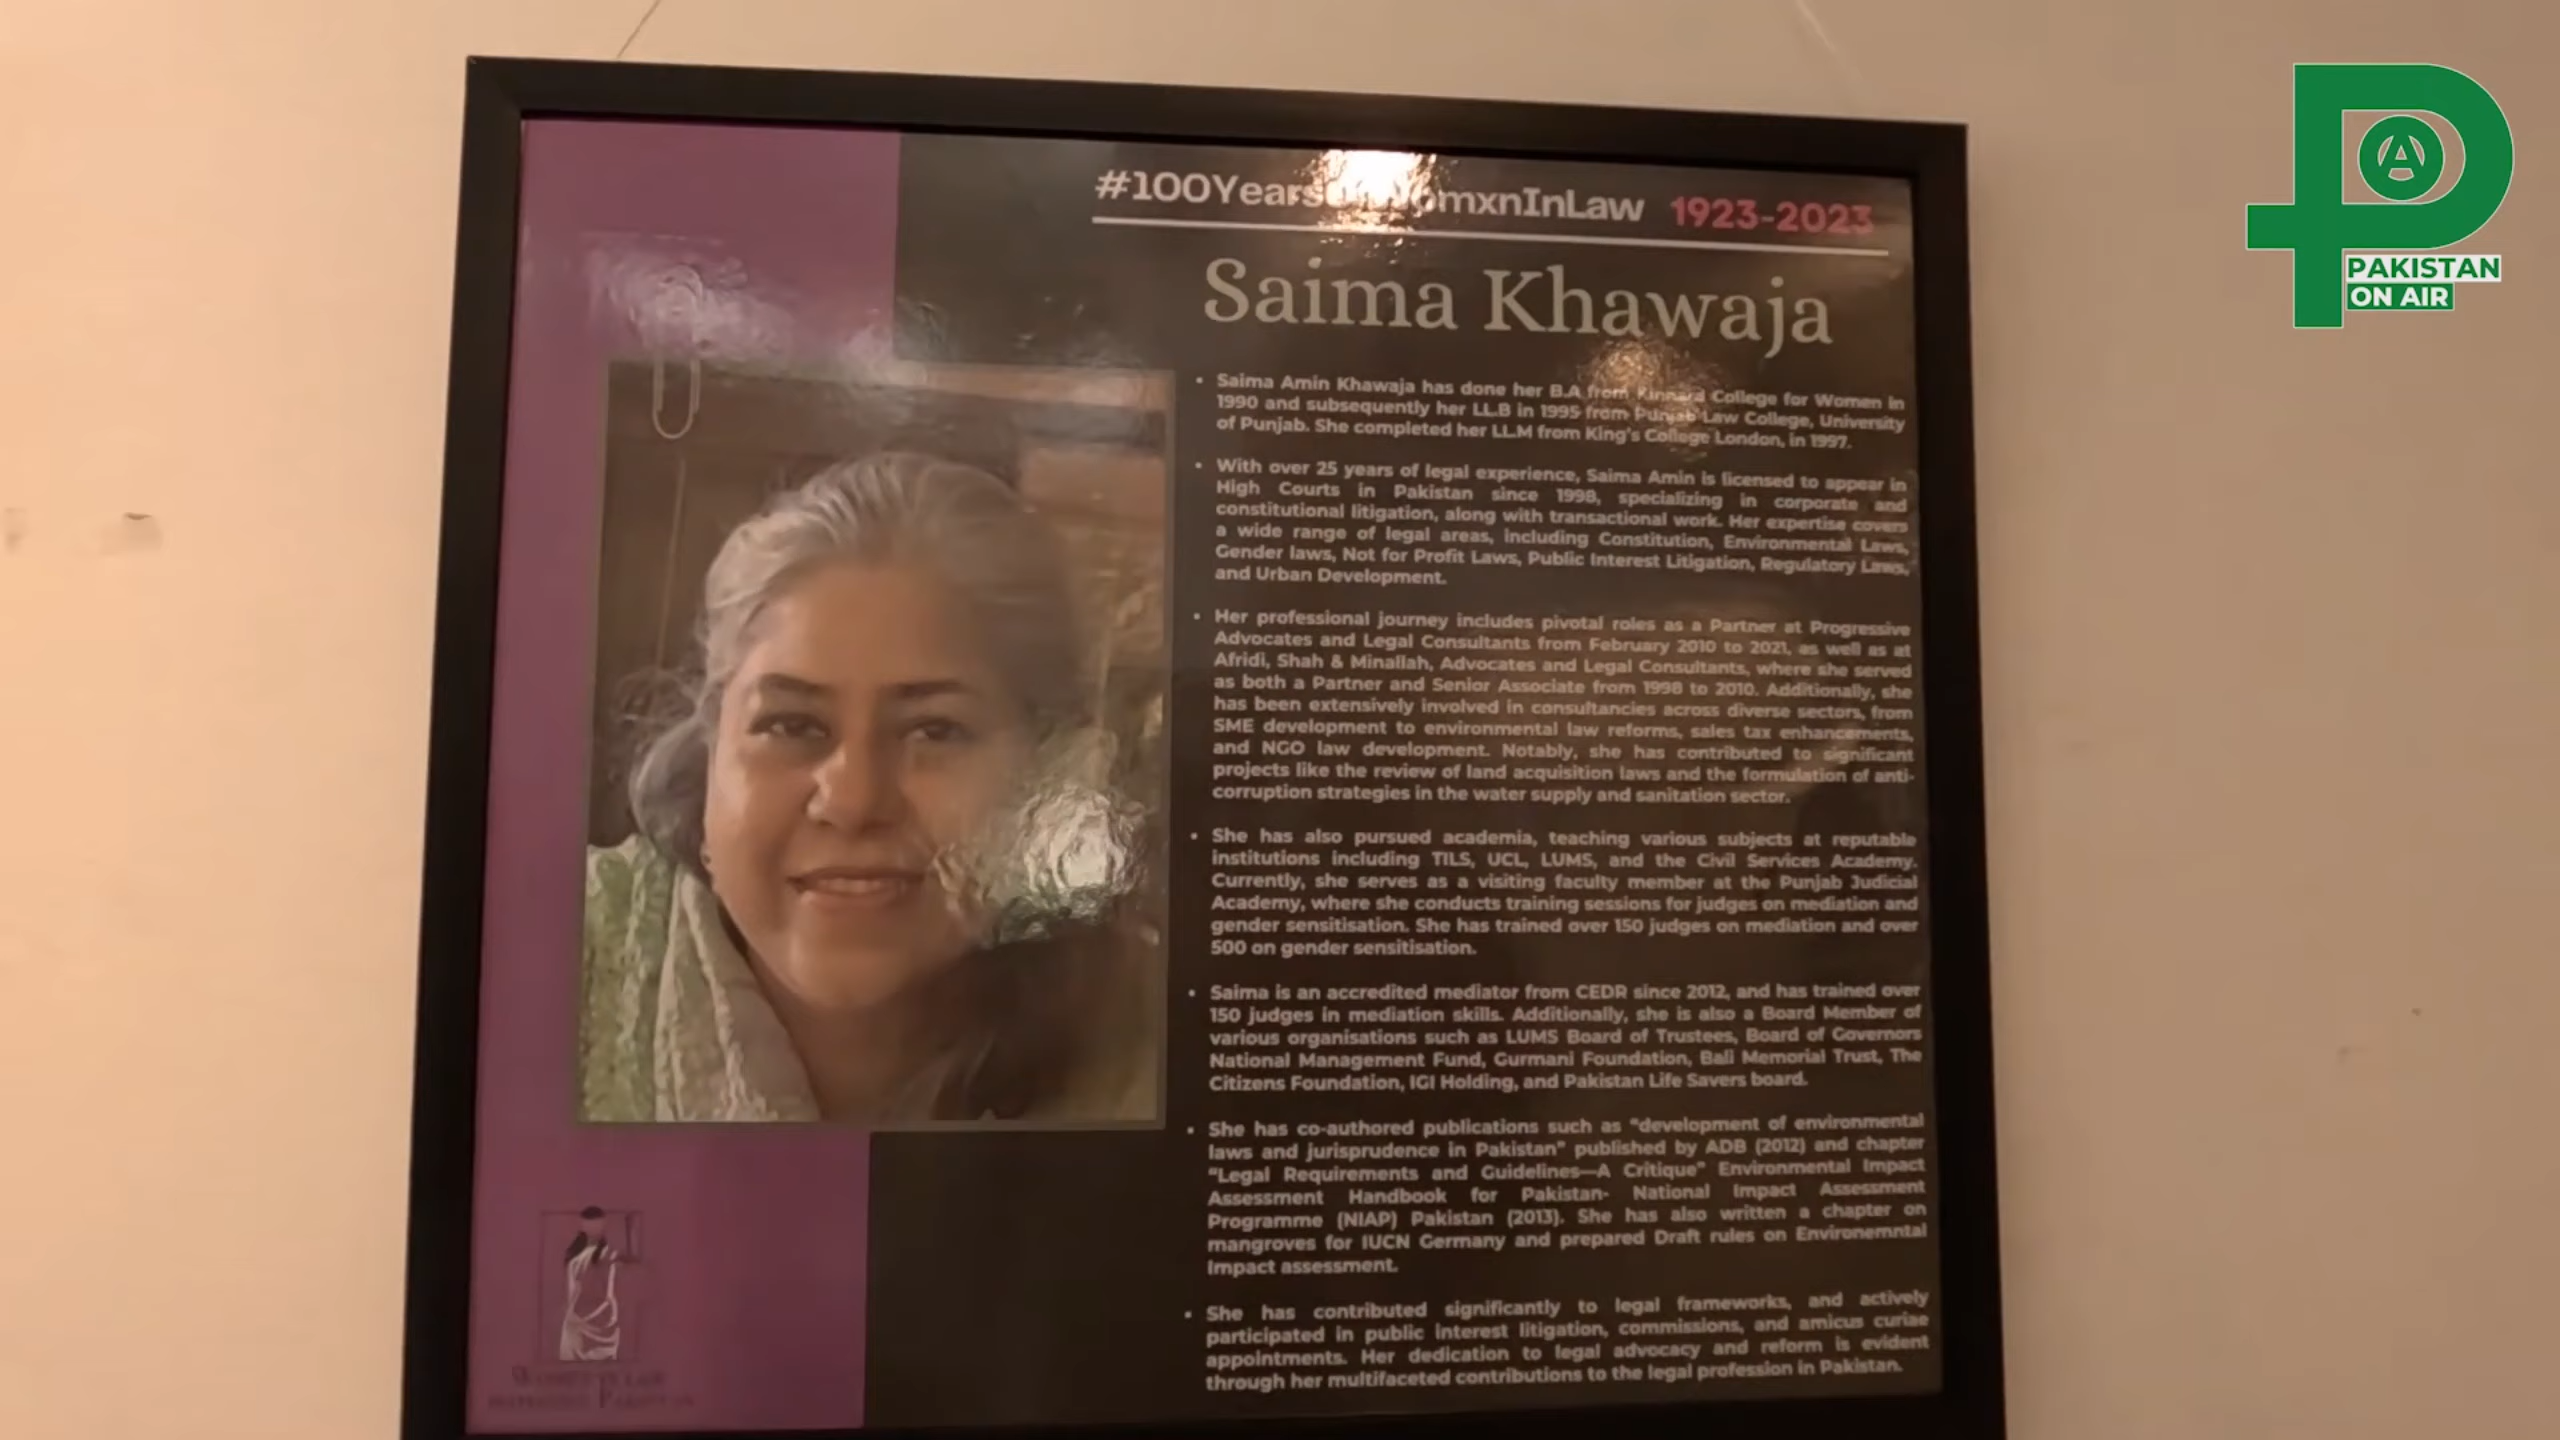 #100Years mxnInLaw 1923-2023
Saima Khawaja
• Saima Amin Khawaja has done her B.A from Kinnaird College for Women in
1990 and subsequently her LL.B in 1995 from Punjab Law College, University
of Punjab. She completed her LL.M from King's College London, in 1997.
• With over 25 years of legal experience, Saima Amin is licensed to appear in
High Courts in Pakistan since 1998, specializing in corporate and
constitutional litigation, along with transactional work. Her expertise covers
a wide range of legal areas, including Constitution, Environmental Laws,
Gender laws, Not for Profit Laws, Public Interest Litigation, Regulatory Laws,
and Urban Development.
• Her professional journey includes pivotal roles as a Partner at Progressive
Advocates and Legal Consultants from February 2010 to 2021, as well as at
Afridi, Shah & Minallah, Advocates and Legal Consultants, where she served
as both a Partner and Senior Associate from 1998 to 2010. Additionally, she
has been extensively involved in consultancies across diverse sectors, from
SME development to environmental law reforms, sales tax enhancements,
and NGO law development. Notably, she has contributed to significant
projects like the review of land acquisition laws and the formulation of anti-
corruption strategies in the water supply and sanitation sector.
• She has also pursued academia, teaching various subjects at reputable
institutions including TILS, UCL, LUMS, and the Civil Services Academy.
Currently, she serves as a visiting faculty member at the Punjab Judicial
Academy, where she conducts training sessions for judges on mediation and
gender sensitisation. She has trained over 150 judges on mediation and over
500 on gender sensitisation.
• Saima is an accredited mediator from CEDR since 2012, and has trained over
150 judges in mediation skills. Additionally, she is also a Board Member of
various organisations such as LUMS Board of Trustees, Board of Governors
National Management Fund, Gurmani Foundation, Bali Memorial Trust, The
Citizens Foundation, IGI Holding, and Pakistan Life Savers board.
• She has co-authored publications such as "development of environmental
laws and jurisprudence in Pakistan" published by ADB (2012) and chapter
"Legal Requirements and Guidelines—A Critique" Environmental Impact
Assessment Handbook for Pakistan- National Impact Assessment
Programme (NIAP) Pakistan (2013). She has also written a chapter on
mangroves for IUCN Germany and prepared Draft rules on Environemntal
Impact assessment.
• She has contributed significantly to legal frameworks, and actively
participated in public interest litigation, commissions, and amicus curiae
appointments. Her dedication to legal advocacy and reform is evident
through her multifaceted contributions to the legal profession in Pakistan.
PAKISTAN
ON AIR